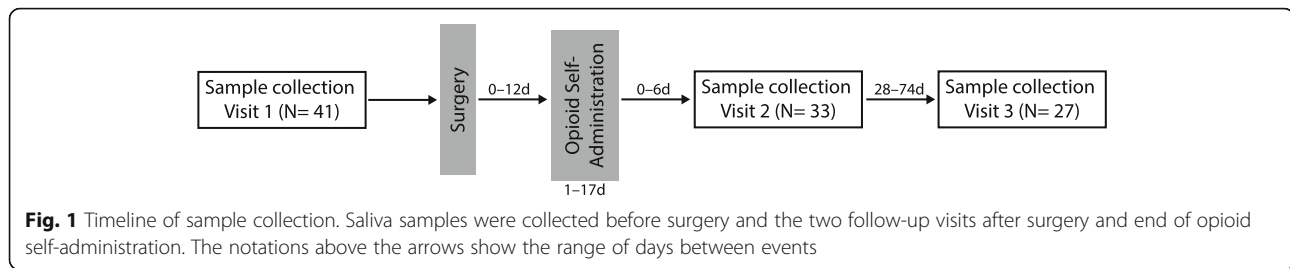 Sample collection
Visit 1 (N= 41)
Surgery
0–12d
Opioid Self-
Administration
1–17d
0–6d
Sample collection
Visit 2 (N= 33)
28–74d
Sample collection
Visit 3 (N= 27)
Fig. 1 Timeline of sample collection. Saliva samples were collected before surgery and the two follow-up visits after surgery and end of opioid
self-administration. The notations above the arrows show the range of days between events